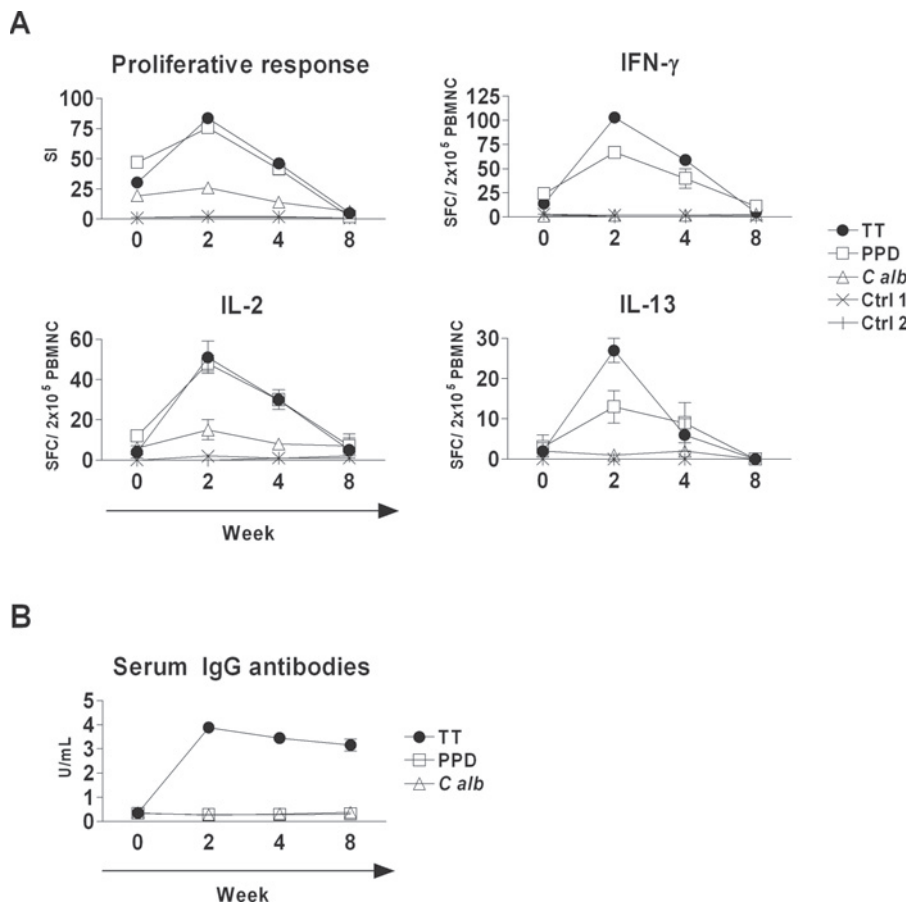 A
Proliferative response
100
75
50
25
0
SI
0 2 4 8
IFN-γ
125
100
75
50
25
0
SFC/ 2x10⁵ PBMNC
0 2 4 8
TT
PPD
C alb
Ctrl 1
Ctrl 2
IL-2
60
40
20
0
SFC/ 2x10⁵ PBMNC
0 2 4 8
Week
IL-13
30
20
10
0
SFC/ 2x10⁵ PBMNC
0 2 4 8
B
Serum IgG antibodies
5
4
3
2
1
0
U/mL
0 2 4 8
Week
TT
PPD
C alb